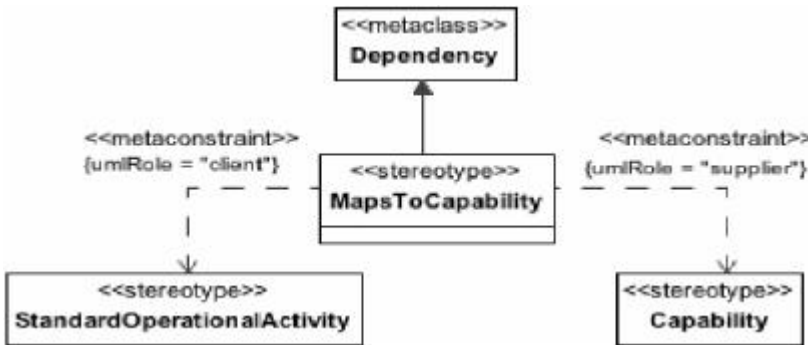 <<metaclass>>
Dependency
<<metaconstraint>>
{umlRole = "client"}
<<metaconstraint>>
{umlRole = "supplier"}
<<stereotype>>
MapsToCapability
<<stereotype>>
StandardOperationalActivity
<<stereotype>>
Capability